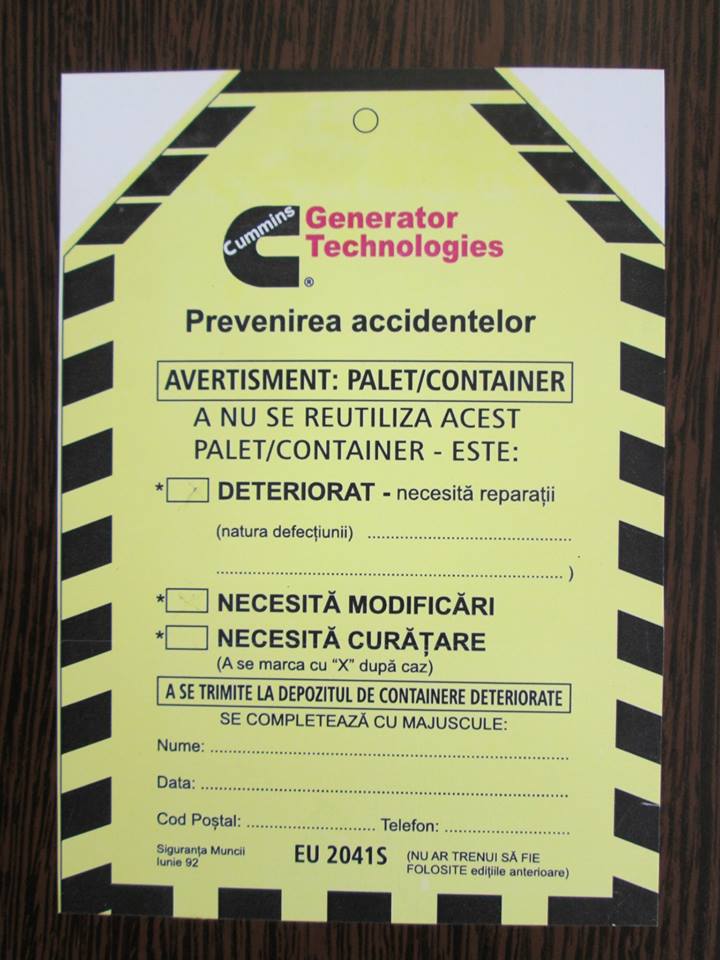 Cummins
Generator
Technologies
®
Prevenirea accidentelor
AVERTISMENT: PALET/CONTAINER
A NU SE REUTILIZA ACEST
PALET/CONTAINER - ESTE:
* DETERIORAT - necesită reparații
(natura defecțiunii) ........................................
............................................................... )
* NECESITĂ MODIFICĂRI
* NECESITĂ CURĂȚARE
(A se marca cu "X" după caz)
A SE TRIMITE LA DEPOZITUL DE CONTAINERE DETERIORATE
SE COMPLETEAZĂ CU MAJUSCULE:
Nume: ................................................................
Data: ..................................................................
Cod Poștal: ........................ Telefon: .......................
Siguranța Muncii
Iunie 92
EU 2041S
(NU AR TRENUI SĂ FIE
FOLOSITE edițiile anterioare)